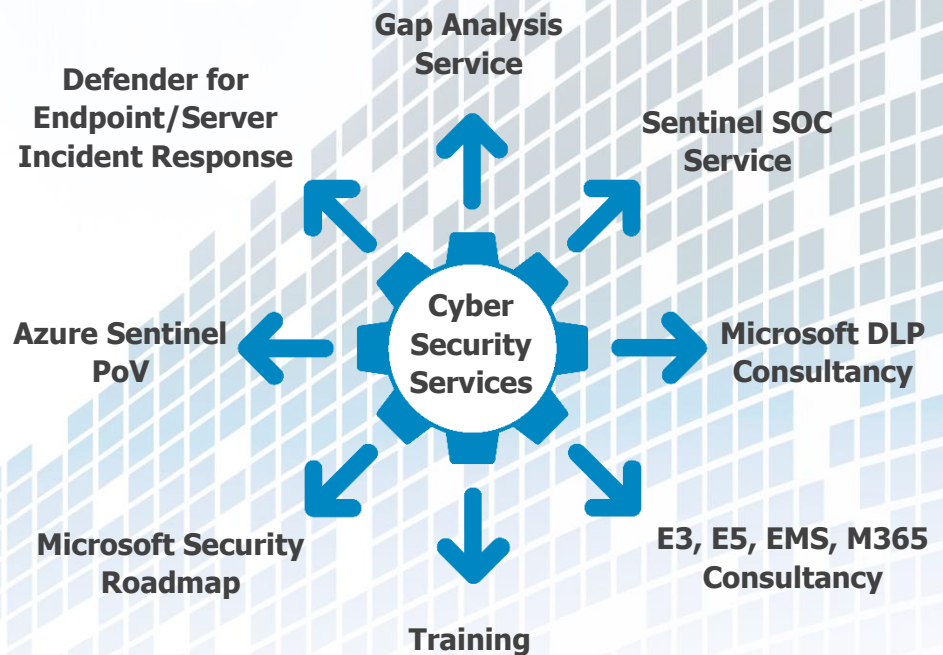 Gap Analysis
Service
Defender for
Endpoint/Server
Incident Response
Sentinel SOC
Service
Cyber
Security
Services
Azure Sentinel
PoV
Microsoft DLP
Consultancy
Microsoft Security
Roadmap
E3, E5, EMS, M365
Consultancy
Training